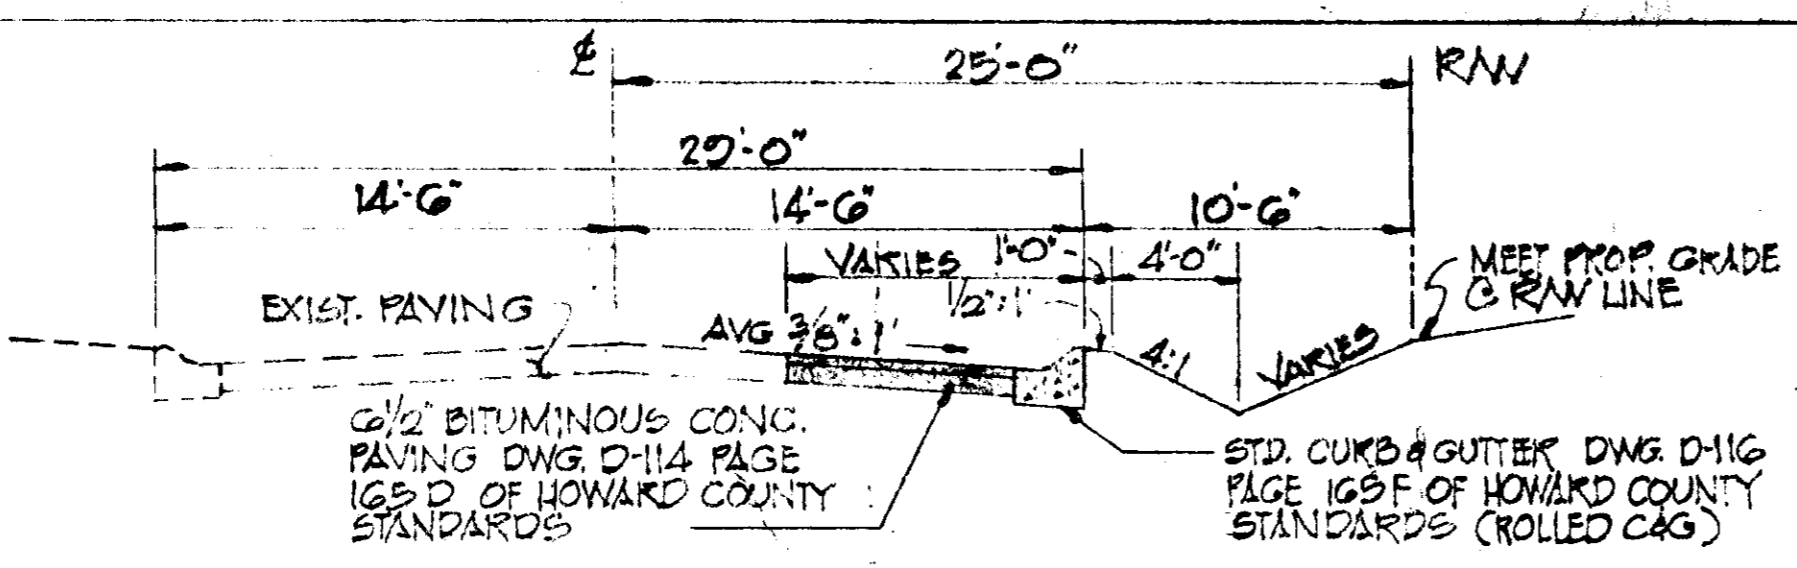 ℄ 25'-0" R/W
29'-0"
14'-6" 14'-6" 10'-6"
VARIES 1'-0" 4'-0"
MEET PROP. GRADE
@ R/W LINE
EXIST. PAVING
1/2":1'
AVG 3/8":1'
4:1
VARIES
6 1/2" BITUMINOUS CONC.
PAVING DWG. D-114 PAGE
165 D OF HOWARD COUNTY
STANDARDS
STD. CURB & GUTTER DWG. D-116
PAGE 165F OF HOWARD COUNTY
STANDARDS (ROLLED C&G)